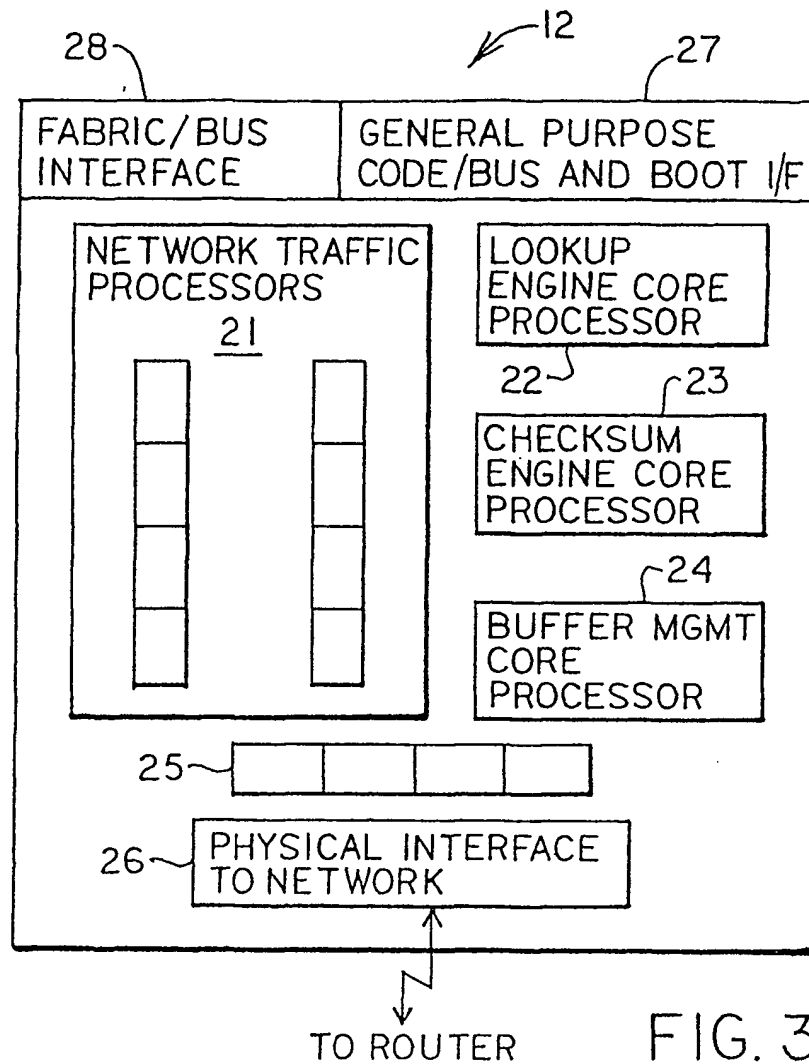 12
28
27
FABRIC/BUS
INTERFACE
GENERAL PURPOSE
CODE/BUS AND BOOT I/F
NETWORK TRAFFIC
PROCESSORS
21
LOOKUP
ENGINE CORE
PROCESSOR
22
23
CHECKSUM
ENGINE CORE
PROCESSOR
24
BUFFER MGMT
CORE
PROCESSOR
25
26
PHYSICAL INTERFACE
TO NETWORK
TO ROUTER
FIG. 3